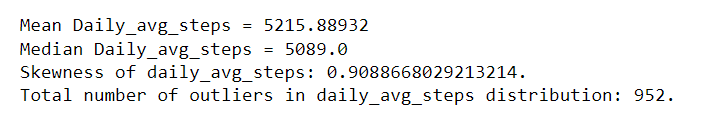 Mean Daily_avg_steps = 5215.88932
Median Daily_avg_steps = 5089.0
Skewness of daily_avg_steps: 0.9088668029213214.
Total number of outliers in daily_avg_steps distribution: 952.